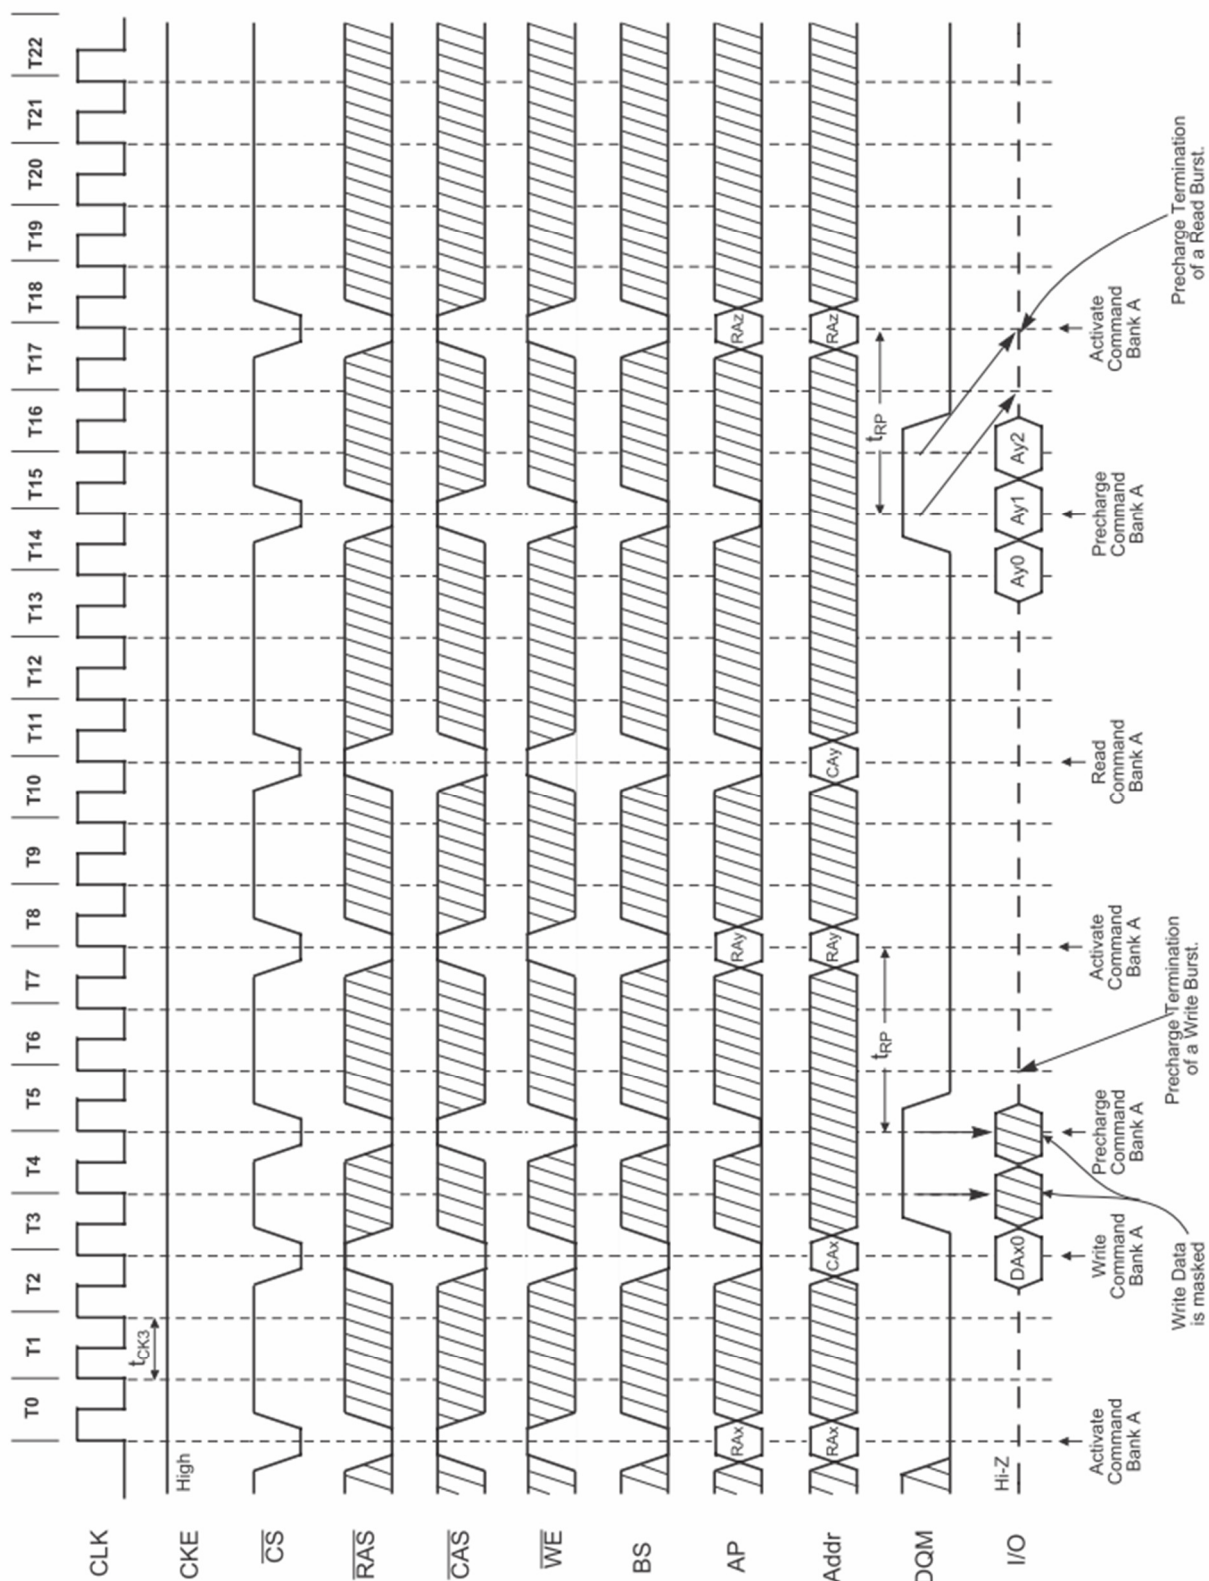 T0 T1 T2 T3 T4 T5 T6 T7 T8 T9 T10 T11 T12 T13 T14 T15 T16 T17 T18 T19 T20 T21 T22
CLK
tCK3
CKE
High
CS
RAS
CAS
WE
BS
AP
RAx RAy RAz
Addr
RAx CAx RAy CAy RAz
tRP tRP
DQM
I/O
Hi-Z
DAx0 Ay0 Ay1 Ay2
Activate
Command
Bank A
Write
Command
Bank A
Precharge
Command
Bank A
Activate
Command
Bank A
Read
Command
Bank A
Precharge
Command
Bank A
Activate
Command
Bank A
Write Data
is masked
Precharge Termination
of a Write Burst.
Precharge Termination
of a Read Burst.